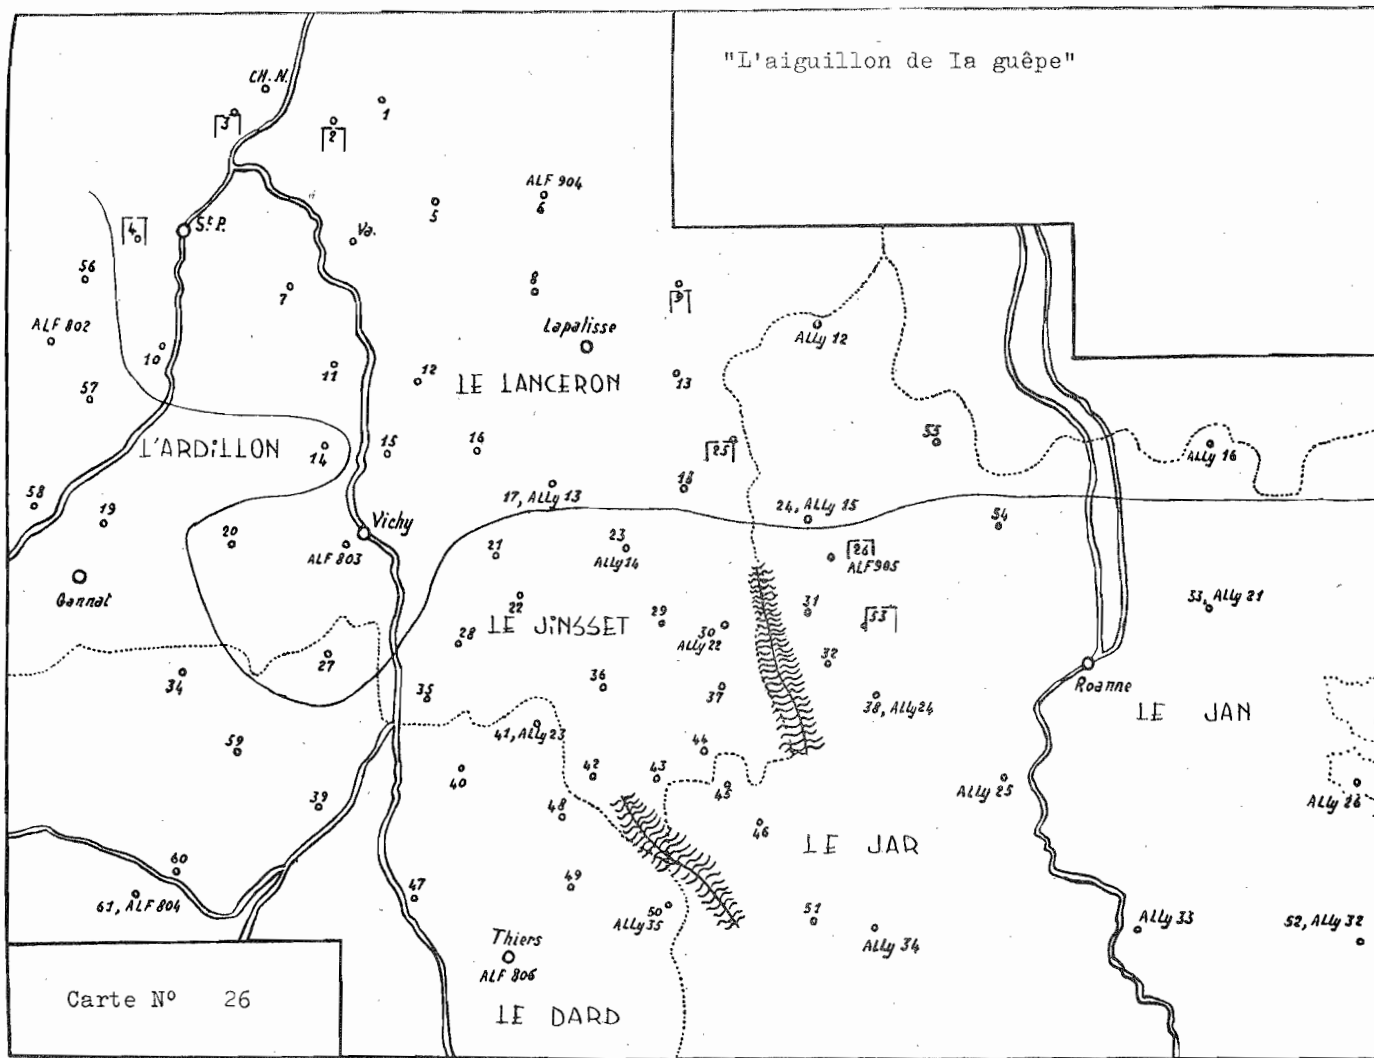 "L'aiguillon de Ia guêpe"
CH. N.
1
3
2
ALF 904
6
5
4
St P.
Va.
56
7
8
9
ALF 802
Lapalisse
Ally 12
10
11
12
LE LANCERON
13
57
L'ARDiLLON
14
15
16
25
55
Ally 16
58
19
17, Ally 13
18
24, Ally 15
54
Vichy
20
ALF 803
21
23
Ally 14
26
ALF 905
Gannat
22
LE JiNSSET
29
30
Ally 22
31
53
33, Ally 21
28
27
34
32
35
36
37
38, Ally 24
Roanne
LE JAN
41, Ally 23
59
44
40
42
43
45
Ally 25
Ally 26
39
48
46
LE JAR
60
61, ALF 804
47
49
50
Ally 35
51
Ally 34
Ally 33
52, Ally 32
Thiers
ALF 806
Carte Nº 26
LE DARD